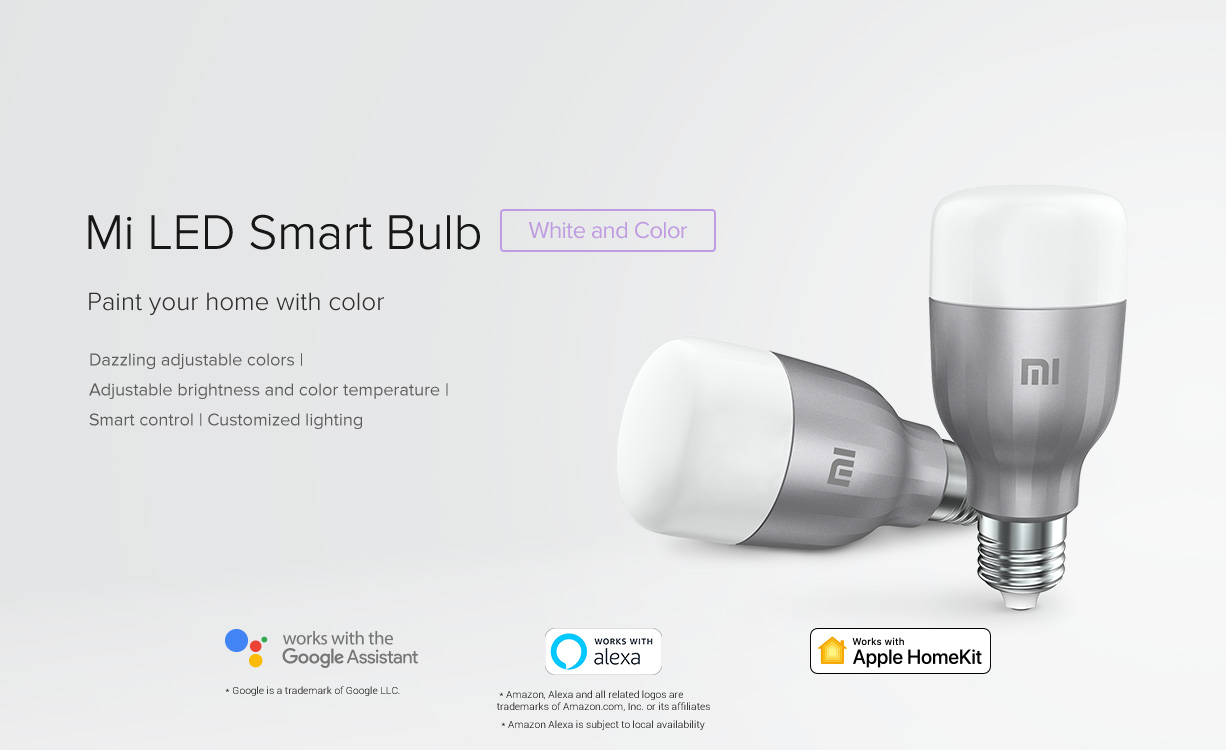 Mi LED Smart Bulb
White and Color
Paint your home with color
Dazzling adjustable colors |
Adjustable brightness and color temperature |
Smart control | Customized lighting
mi
mi
works with the
Google Assistant
* Google is a trademark of Google LLC.
WORKS WITH
alexa
* Amazon, Alexa and all related logos are
trademarks of Amazon.com, Inc. or its affiliates
* Amazon Alexa is subject to local availability
Works with
Apple HomeKit